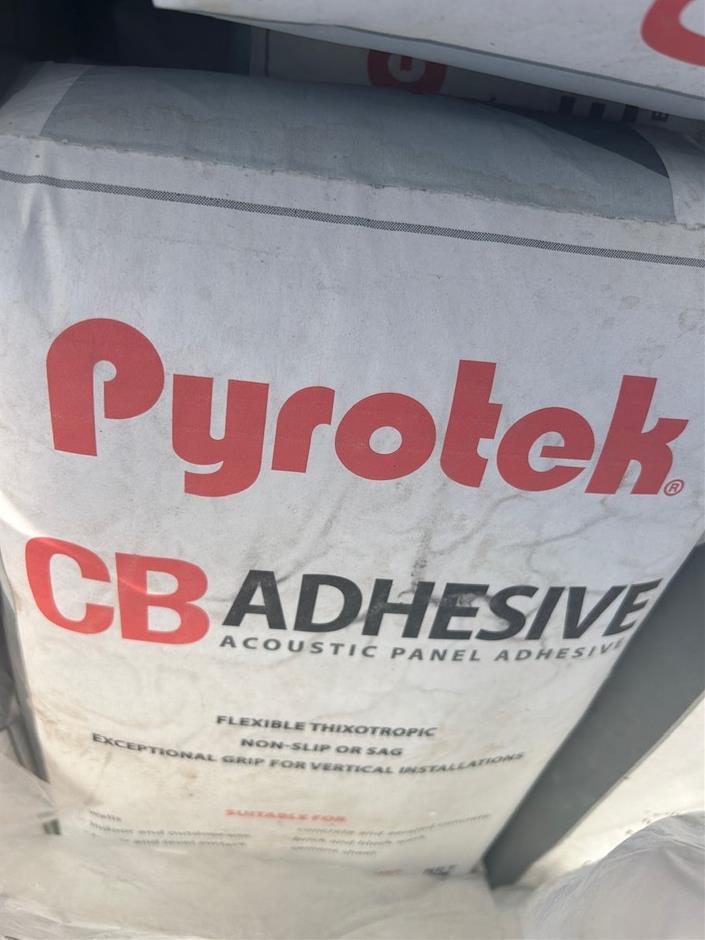 Pyrotek®
CB ADHESIVE
ACOUSTIC PANEL ADHESIVE
FLEXIBLE THIXOTROPIC
NON-SLIP OR SAG
EXCEPTIONAL GRIP FOR VERTICAL INSTALLATIONS
SUITABLE FOR
Walls